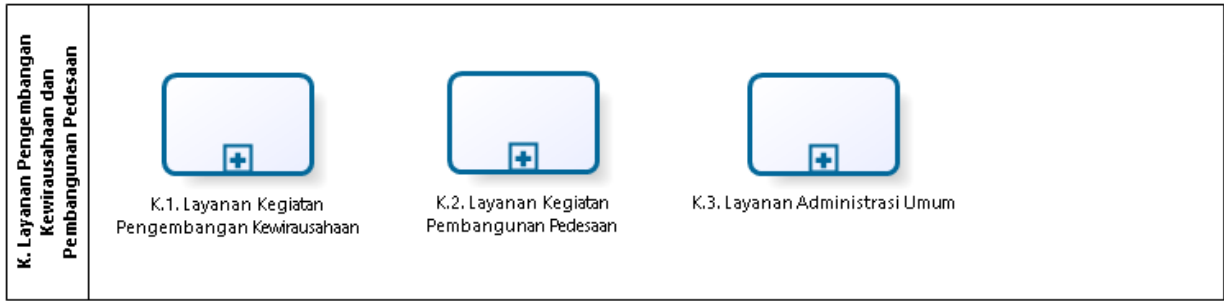 K. Layanan Pengembangan
Kewirausahaan dan
Pembangunan Pedesaan
K.1. Layanan Kegiatan
Pengembangan Kewirausahaan
K.2. Layanan Kegiatan
Pembangunan Pedesaan
K.3. Layanan Administrasi Umum